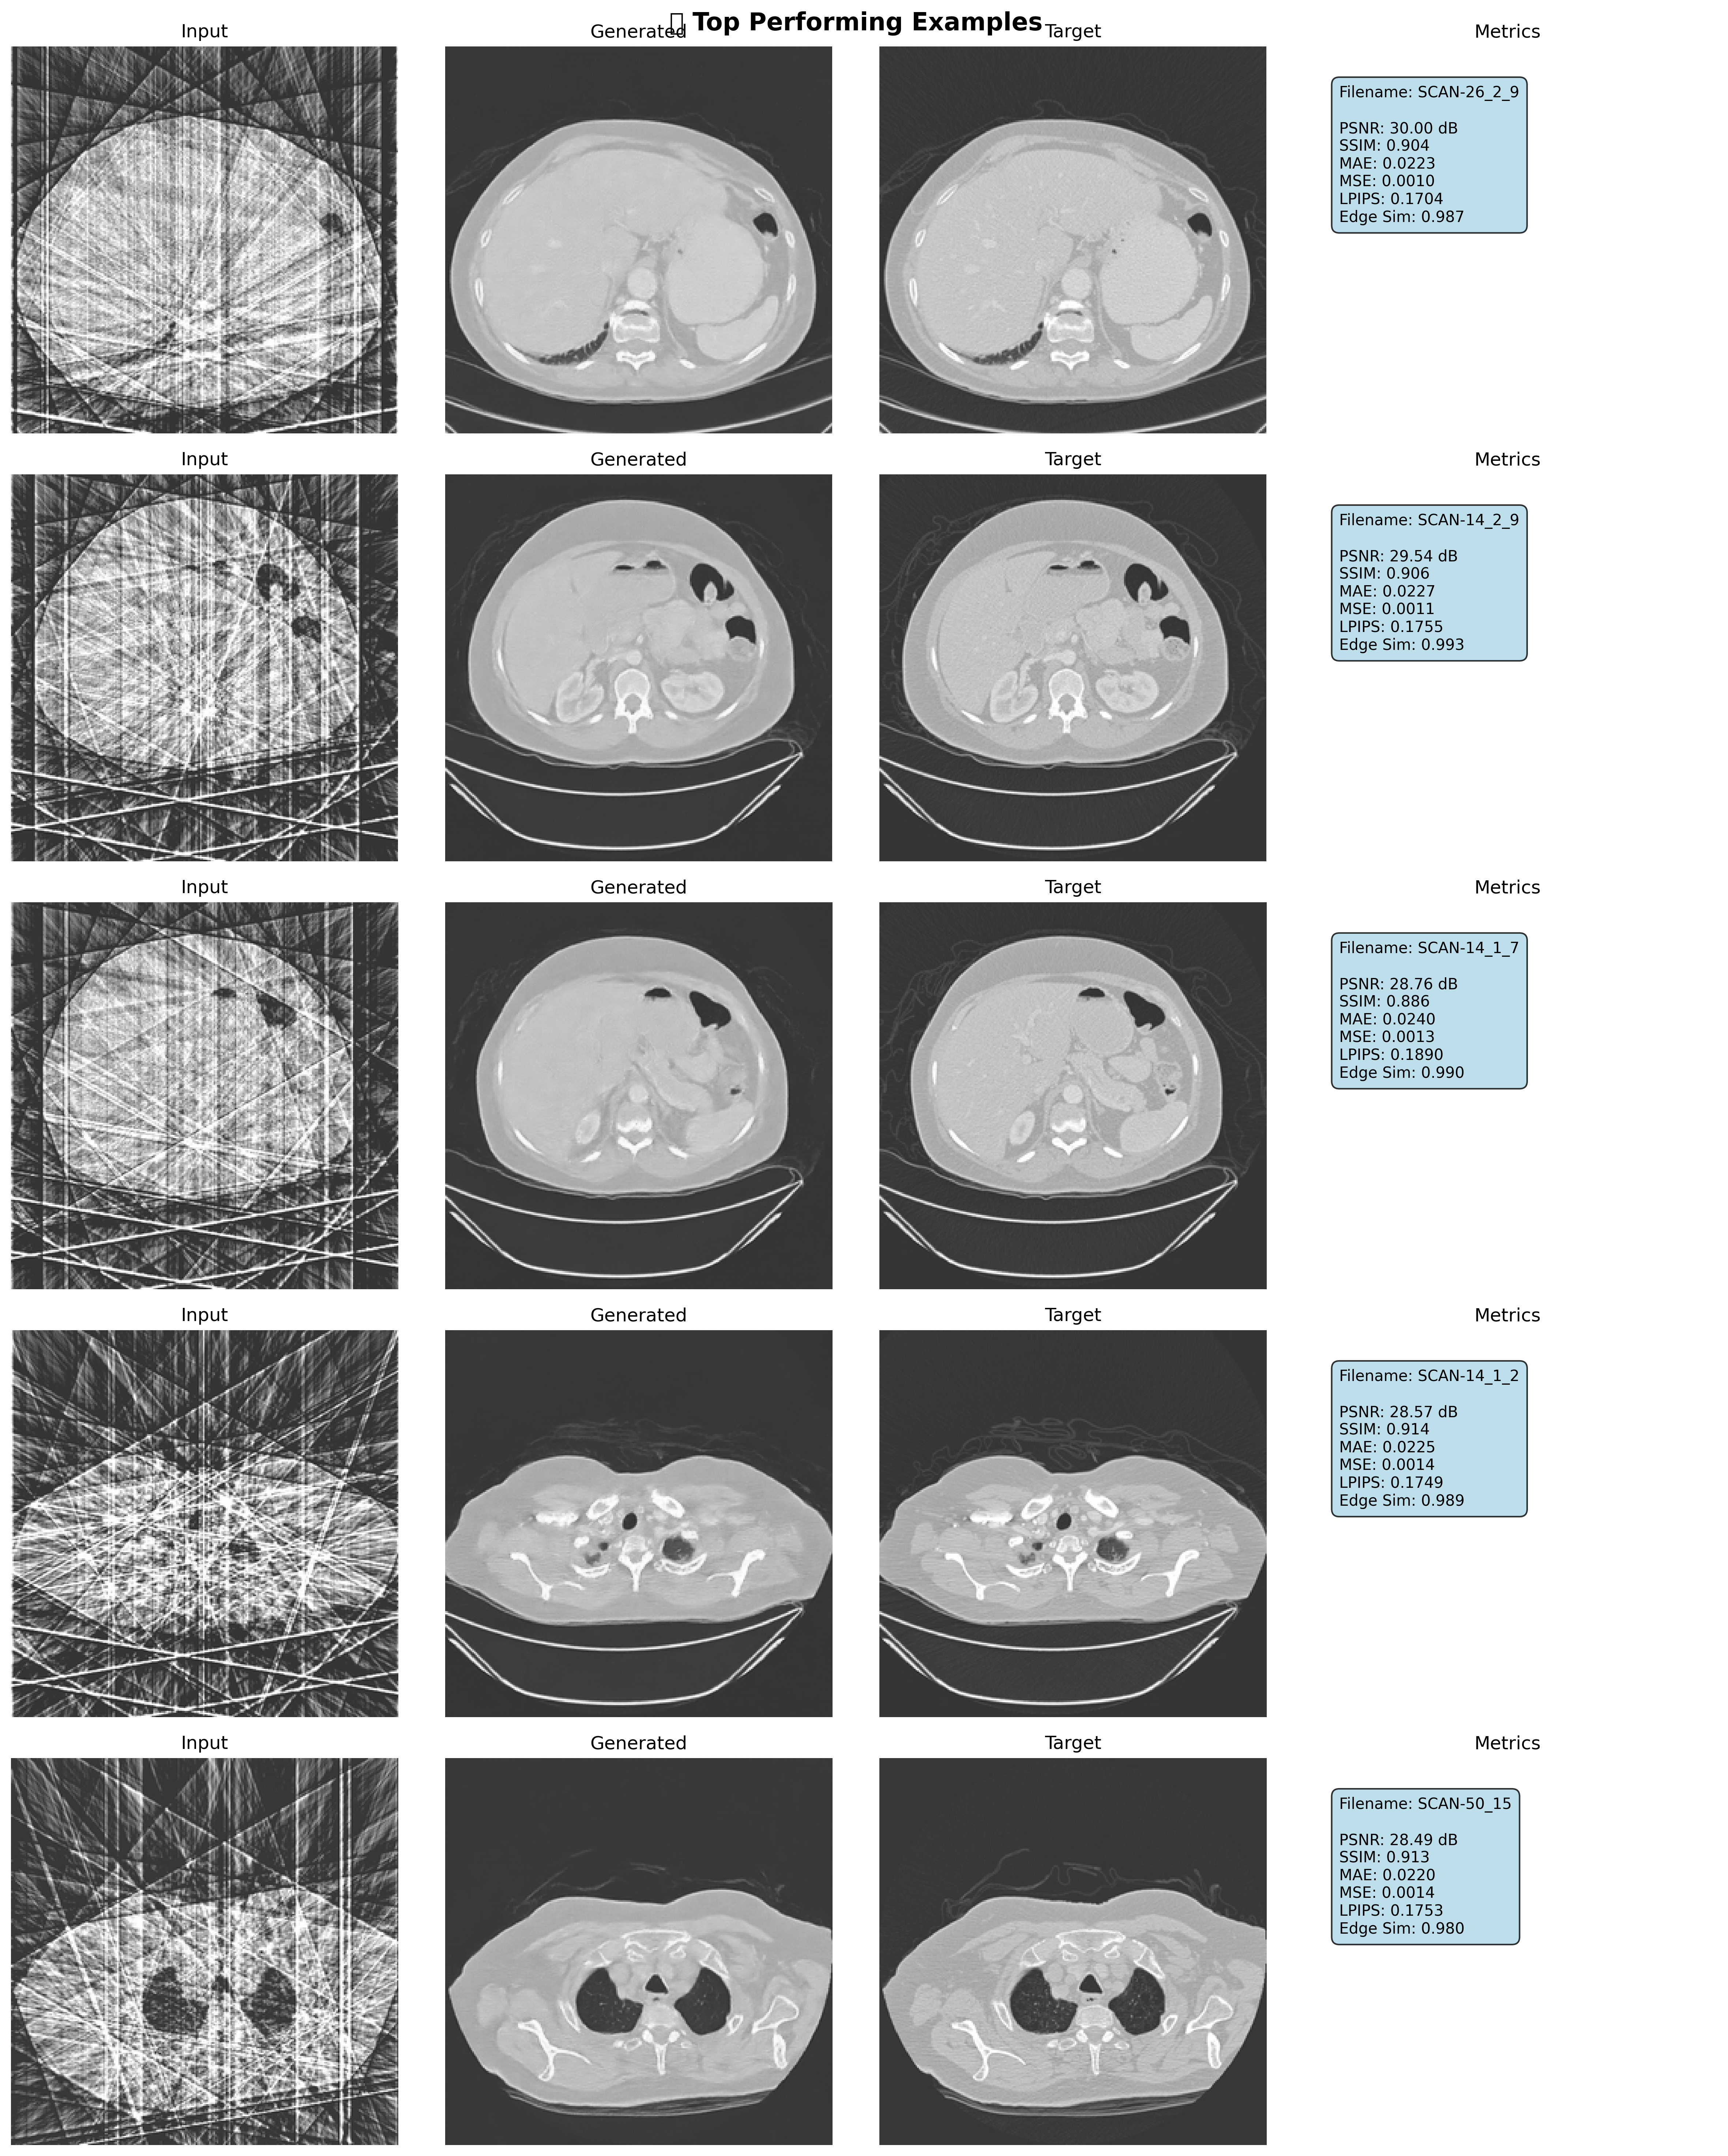 Top Performing Examples
Input
Generated
Target
Metrics
Filename: SCAN-26_2_9
PSNR: 30.00 dB
SSIM: 0.904
MAE: 0.0223
MSE: 0.0010
LPIPS: 0.1704
Edge Sim: 0.987
Input
Generated
Target
Metrics
Filename: SCAN-14_2_9
PSNR: 29.54 dB
SSIM: 0.906
MAE: 0.0227
MSE: 0.0011
LPIPS: 0.1755
Edge Sim: 0.993
Input
Generated
Target
Metrics
Filename: SCAN-14_1_7
PSNR: 28.76 dB
SSIM: 0.886
MAE: 0.0240
MSE: 0.0013
LPIPS: 0.1890
Edge Sim: 0.990
Input
Generated
Target
Metrics
Filename: SCAN-14_1_2
PSNR: 28.57 dB
SSIM: 0.914
MAE: 0.0225
MSE: 0.0014
LPIPS: 0.1749
Edge Sim: 0.989
Input
Generated
Target
Metrics
Filename: SCAN-50_15
PSNR: 28.49 dB
SSIM: 0.913
MAE: 0.0220
MSE: 0.0014
LPIPS: 0.1753
Edge Sim: 0.980